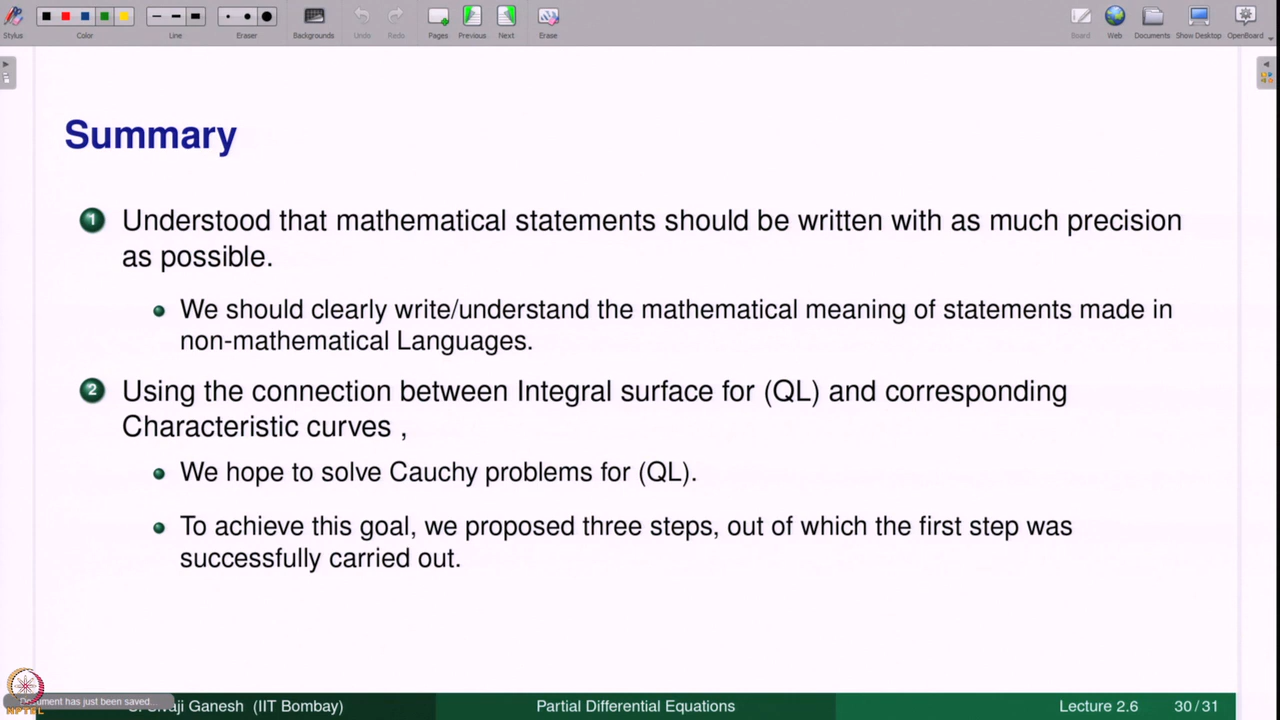 Stylus Color Line Eraser Backgrounds Undo Redo Pages Previous Next Erase Board Web Documents Show Desktop OpenBoard
Summary
1 Understood that mathematical statements should be written with as much precision
as possible.
We should clearly write/understand the mathematical meaning of statements made in
non-mathematical Languages.
2 Using the connection between Integral surface for (QL) and corresponding
Characteristic curves ,
We hope to solve Cauchy problems for (QL).
To achieve this goal, we proposed three steps, out of which the first step was
successfully carried out.
Document has just been saved...
Ganesh (IIT Bombay) Partial Differential Equations Lecture 2.6 30/31
NPTEL